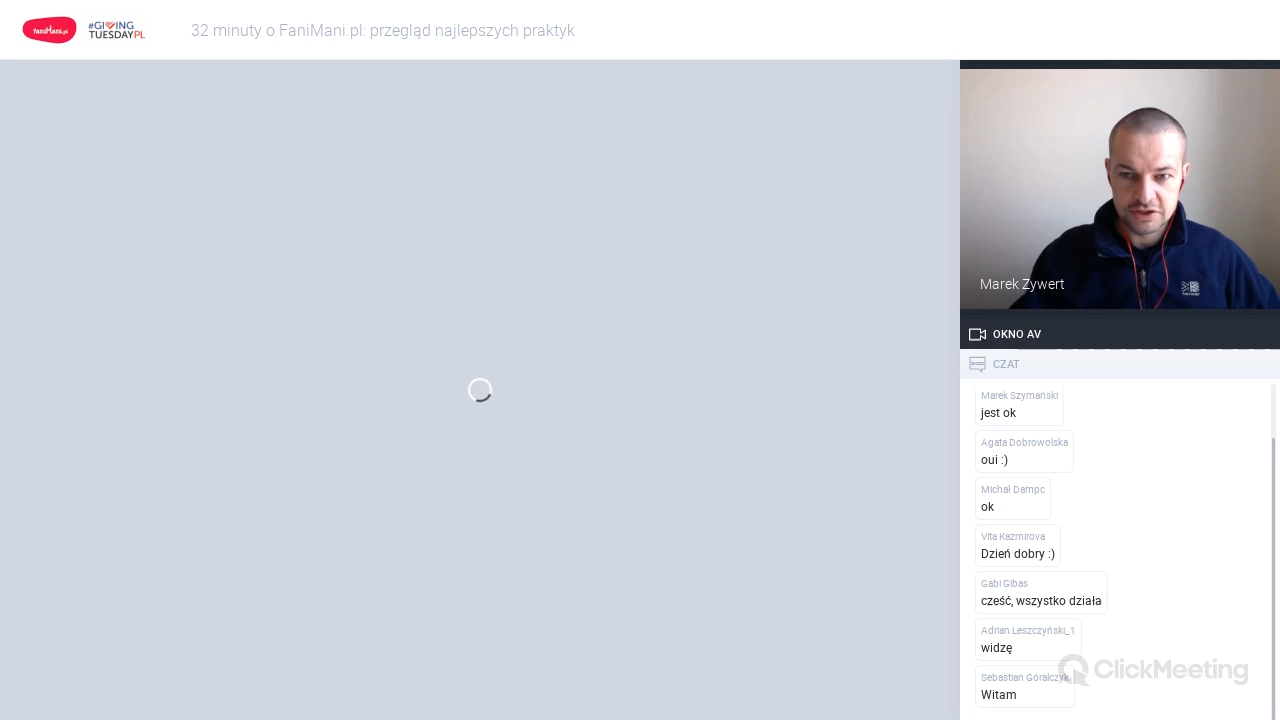 faniMani.pl
#GIVING
TUESDAYPL
32 minuty o FaniMani.pl: przegląd najlepszych praktyk
Marek Zywert
OKNO AV
CZAT
Marek Szymański
jest ok
Agata Dobrowolska
oui :)
Michał Dampc
ok
Vita Kazmirova
Dzień dobry :)
Gabi Gibas
cześć, wszystko działa
Adrian Leszczyński_1
widzę
Sebastian Góralczyk
Witam
ClickMeeting